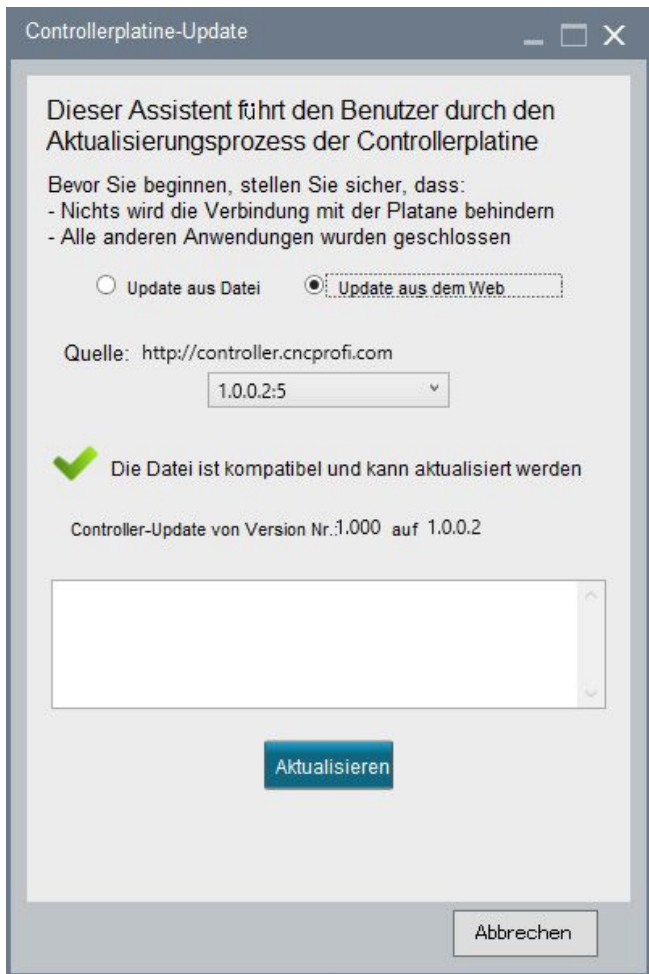 Controllerplatine-Update
Dieser Assistent führt den Benutzer durch den
Aktualisierungsprozess der Controllerplatine
Bevor Sie beginnen, stellen Sie sicher, dass:
- Nichts wird die Verbindung mit der Platane behindern
- Alle anderen Anwendungen wurden geschlossen
Update aus Datei Update aus dem Web
Quelle: http://controller.cncprofi.com
1.0.0.2:5
Die Datei ist kompatibel und kann aktualisiert werden
Controller-Update von Version Nr.:1.000 auf 1.0.0.2
Aktualisieren
Abbrechen